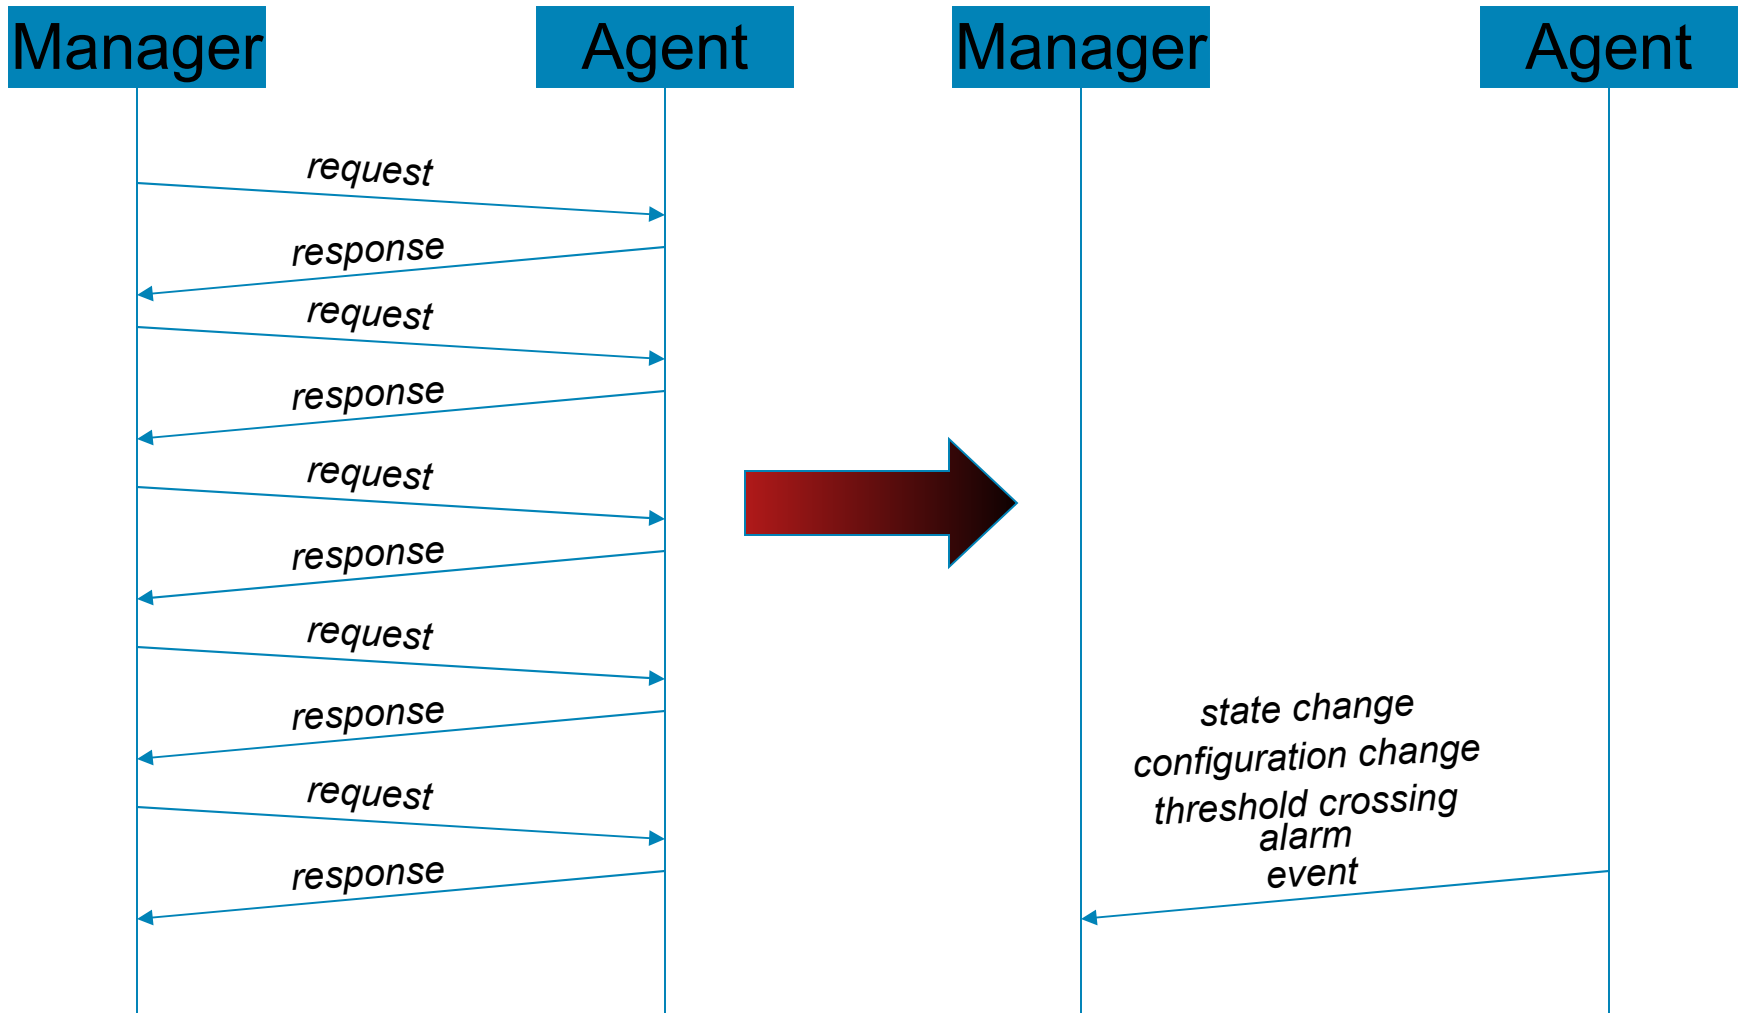 Manager
Agent
request
response
request
response
request
response
request
response
request
response
Manager
Agent
state change
configuration change
threshold crossing
alarm
event